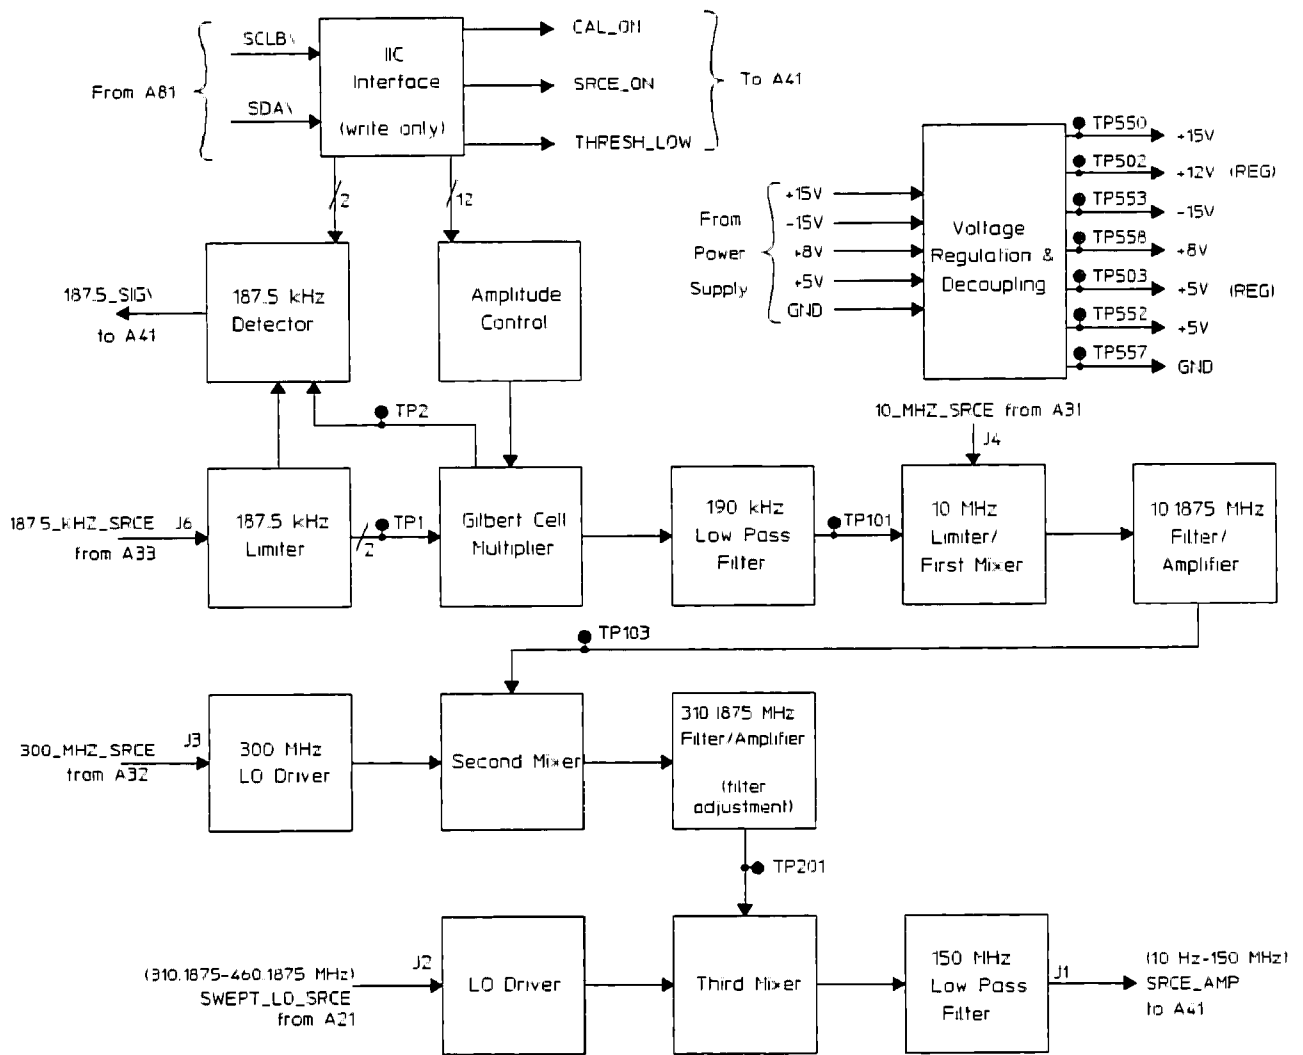 From A81
SCLB\
SDA\
IIC
Interface
(write only)
CAL_ON
SRCE_ON
THRESH_LOW
To A41
2
12
187.5_SIG\
to A41
187.5 kHz
Detector
Amplitude
Control
From
Power
Supply
+15V
-15V
+8V
+5V
GND
Voltage
Regulation &
Decoupling
TP550
+15V
TP502
+12V (REG)
TP553
-15V
TP558
+8V
TP503
+5V (REG)
TP552
+5V
TP557
GND
TP2
10_MHZ_SRCE from A31
J4
187.5_kHZ_SRCE
from A33
J6
187.5 kHz
Limiter
2
TP1
Gilbert Cell
Multiplier
190 kHz
Low Pass
Filter
TP101
10 MHz
Limiter/
First Mixer
10.1875 MHz
Filter/
Amplifier
TP103
300_MHZ_SRCE
from A32
J3
300 MHz
LO Driver
Second Mixer
310.1875 MHz
Filter/Amplifier
(filter
adjustment)
TP201
(310.1875-460.1875 MHz)
SWEPT_LO_SRCE
from A21
J2
LO Driver
Third Mixer
150 MHz
Low Pass
Filter
J1
(10 Hz-150 MHz)
SRCE_AMP
to A41